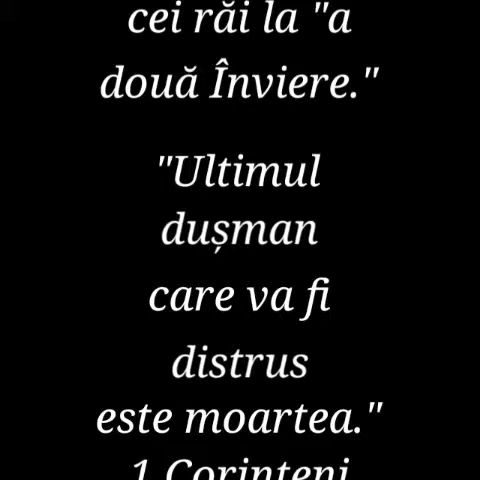 cei răi la "a
două Înviere."
"Ultimul
dușman
care va fi
distrus
este moartea."
1 Corinteni